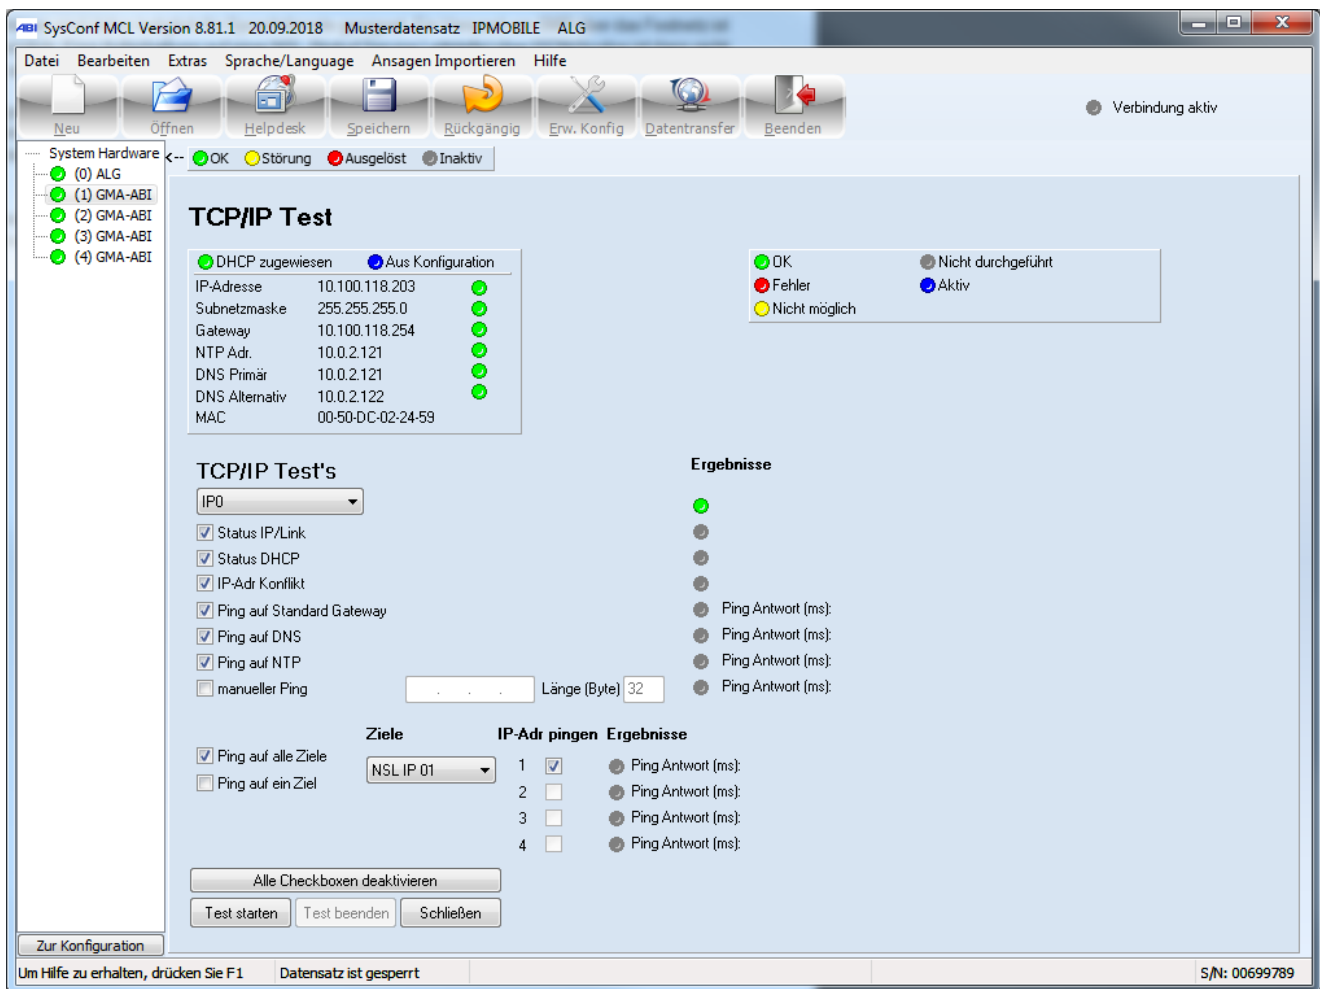 ABI SysConf MCL Version 8.81.1 20.09.2018 Musterdatensatz IPMOBILE ALG
Datei Bearbeiten Extras Sprache/Language Ansagen Importieren Hilfe
Neu Öffnen Helpdesk Speichern Rückgängig Erw. Konfig Datentransfer Beenden
Verbindung aktiv
System Hardware
(0) ALG
(1) GMA-ABI
(2) GMA-ABI
(3) GMA-ABI
(4) GMA-ABI
<-- OK Störung Ausgelöst Inaktiv
TCP/IP Test
DHCP zugewiesen Aus Konfiguration
IP-Adresse 10.100.118.203
Subnetzmaske 255.255.255.0
Gateway 10.100.118.254
NTP Adr. 10.0.2.121
DNS Primär 10.0.2.121
DNS Alternativ 10.0.2.122
MAC 00-50-DC-02-24-59
OK Nicht durchgeführt
Fehler Aktiv
Nicht möglich
TCP/IP Test's
Ergebnisse
IP0
Status IP/Link
Status DHCP
IP-Adr Konflikt
Ping auf Standard Gateway Ping Antwort (ms):
Ping auf DNS Ping Antwort (ms):
Ping auf NTP Ping Antwort (ms):
manueller Ping . . . Länge (Byte) 32 Ping Antwort (ms):
Ziele IP-Adr pingen Ergebnisse
Ping auf alle Ziele
Ping auf ein Ziel
NSL IP 01
1 Ping Antwort (ms):
2 Ping Antwort (ms):
3 Ping Antwort (ms):
4 Ping Antwort (ms):
Alle Checkboxen deaktivieren
Test starten Test beenden Schließen
Zur Konfiguration
Um Hilfe zu erhalten, drücken Sie F1 Datensatz ist gesperrt S/N: 00699789